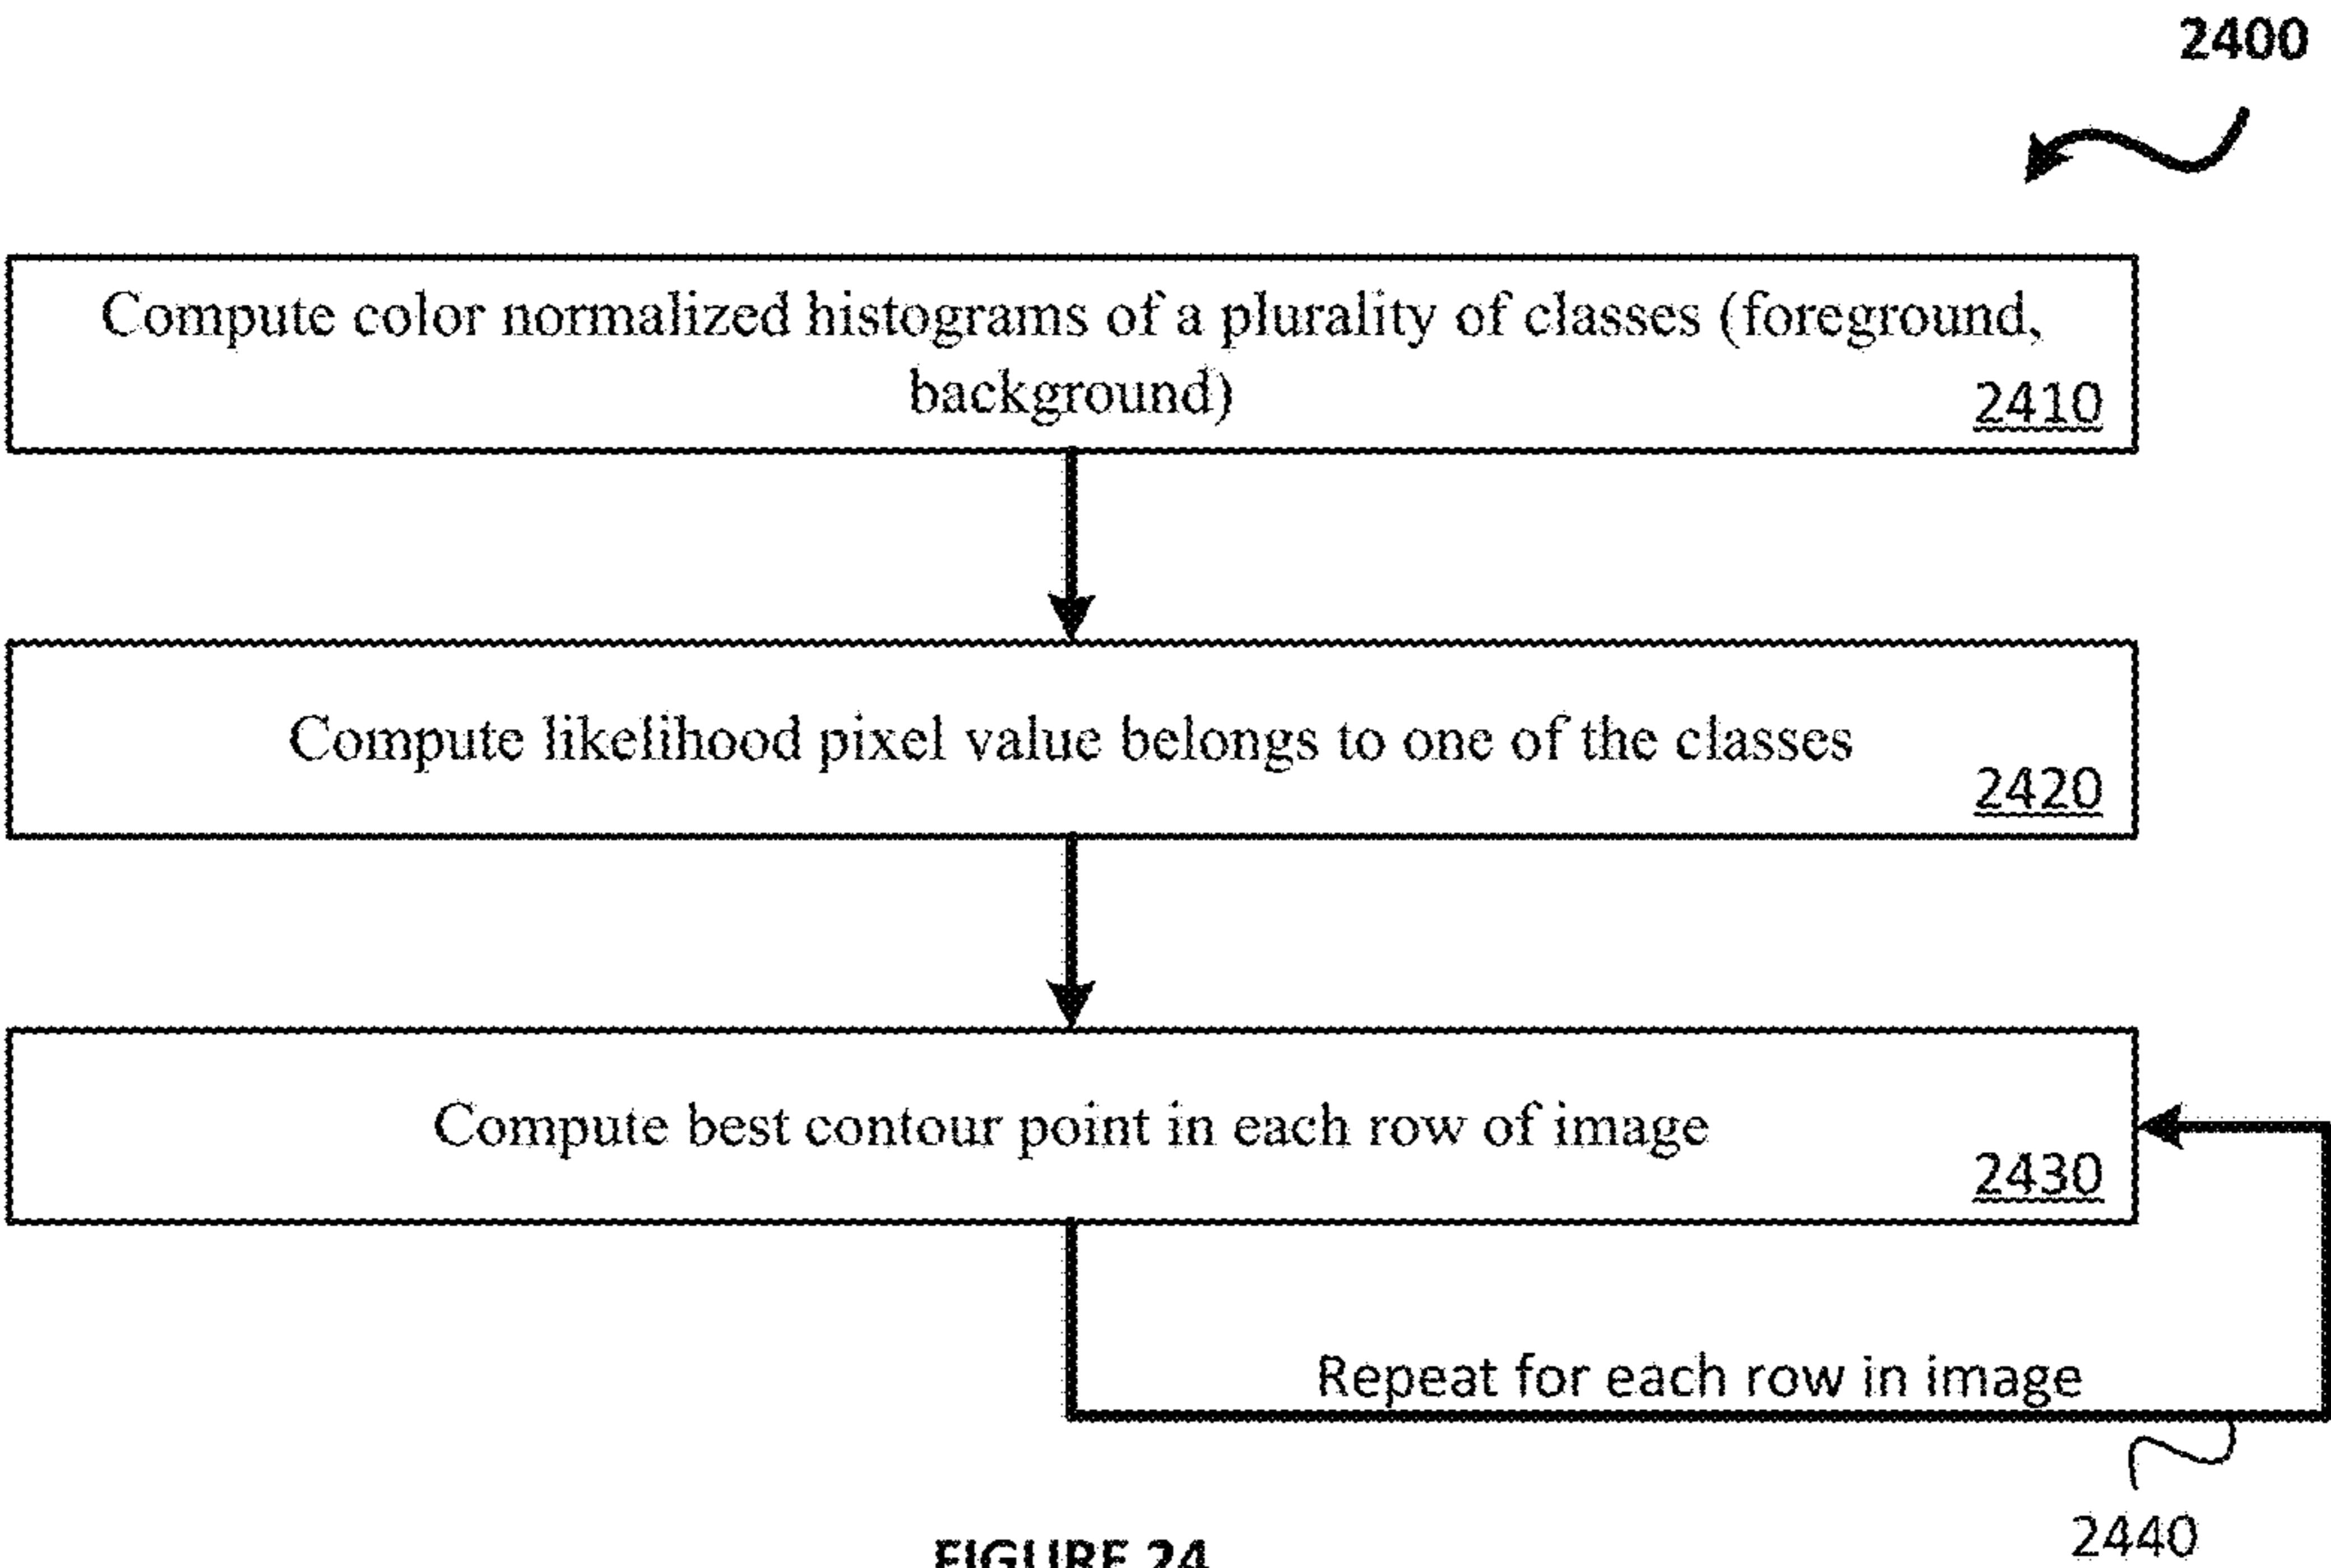 2400
Compute color normalized histograms of a plurality of classes (foreground,
background)
2410
Compute likelihood pixel value belongs to one of the classes
2420
Compute best contour point in each row of image
2430
Repeat for each row in image
2440
FIGURE 24